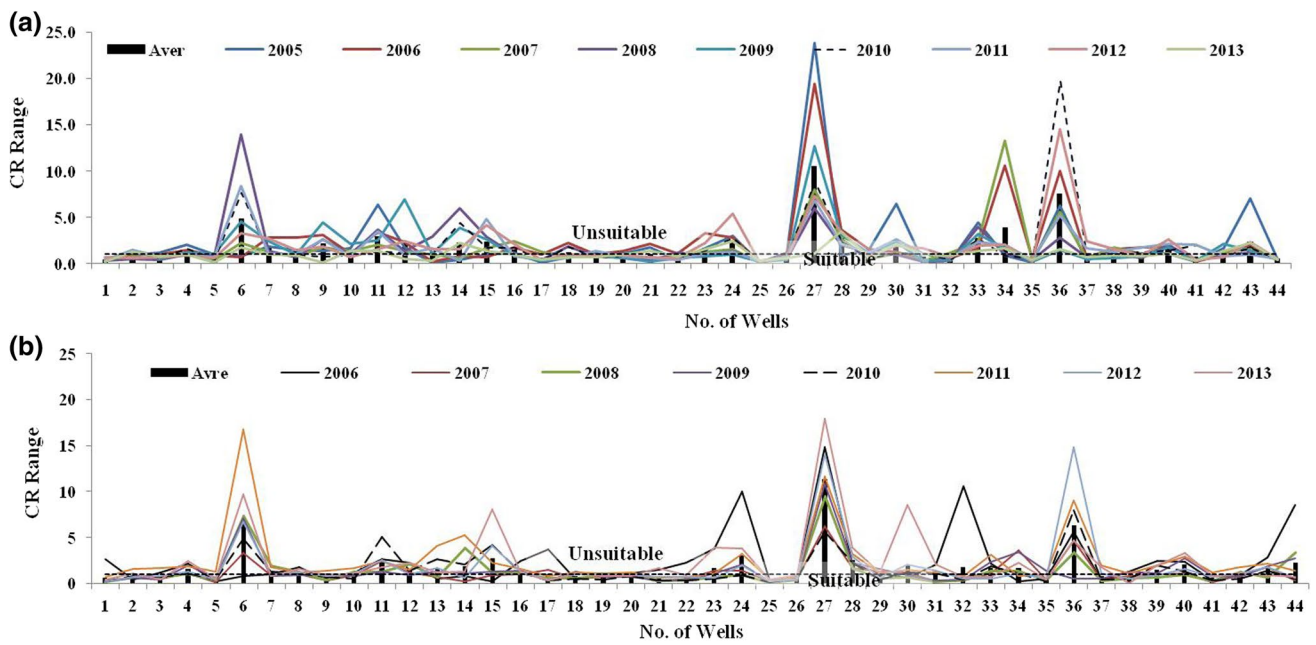 (a)
25.0
20.0
15.0
10.0
5.0
0.0
CR Range
Aver 2005 2006 2007 2008 2009 2010 2011 2012 2013
Unsuitable
Suitable
1 2 3 4 5 6 7 8 9 10 11 12 13 14 15 16 17 18 19 20 21 22 23 24 25 26 27 28 29 30 31 32 33 34 35 36 37 38 39 40 41 42 43 44
No. of Wells
(b)
25
20
15
10
5
0
CR Range
Avre 2006 2007 2008 2009 2010 2011 2012 2013
Unsuitable
Suitable
1 2 3 4 5 6 7 8 9 10 11 12 13 14 15 16 17 18 19 20 21 22 23 24 25 26 27 28 29 30 31 32 33 34 35 36 37 38 39 40 41 42 43 44
No. of Wells